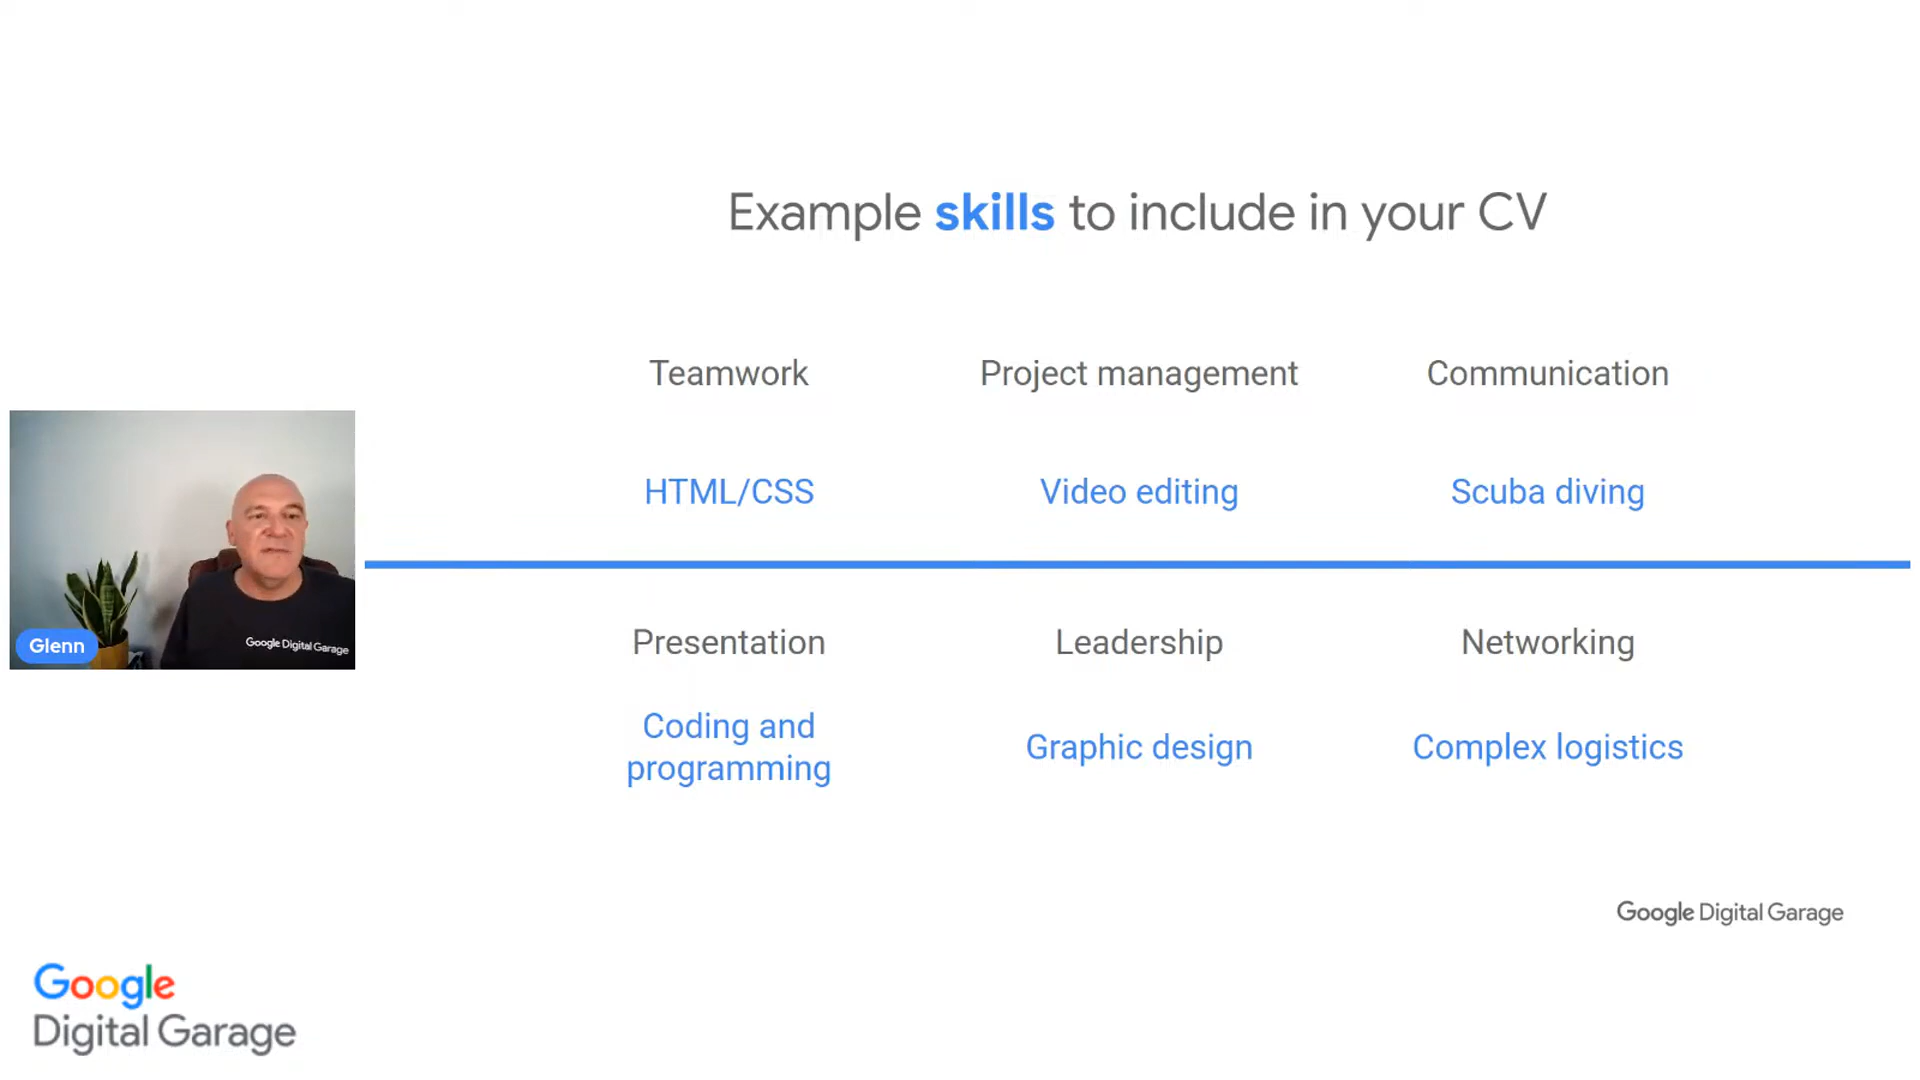 Example skills to include in your CV
Teamwork
Project management
Communication
HTML/CSS
Video editing
Scuba diving
Glenn
Google Digital Garage
Presentation
Leadership
Networking
Coding and
programming
Graphic design
Complex logistics
Google Digital Garage
Google
Digital Garage